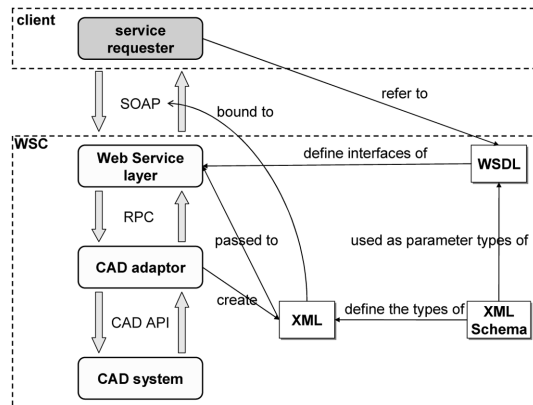 client
service
requester
refer to
SOAP
bound to
WSC
Web Service
layer
define interfaces of
WSDL
RPC
passed to
used as parameter types of
CAD adaptor
create
XML
define the types of
XML
Schema
CAD API
CAD system